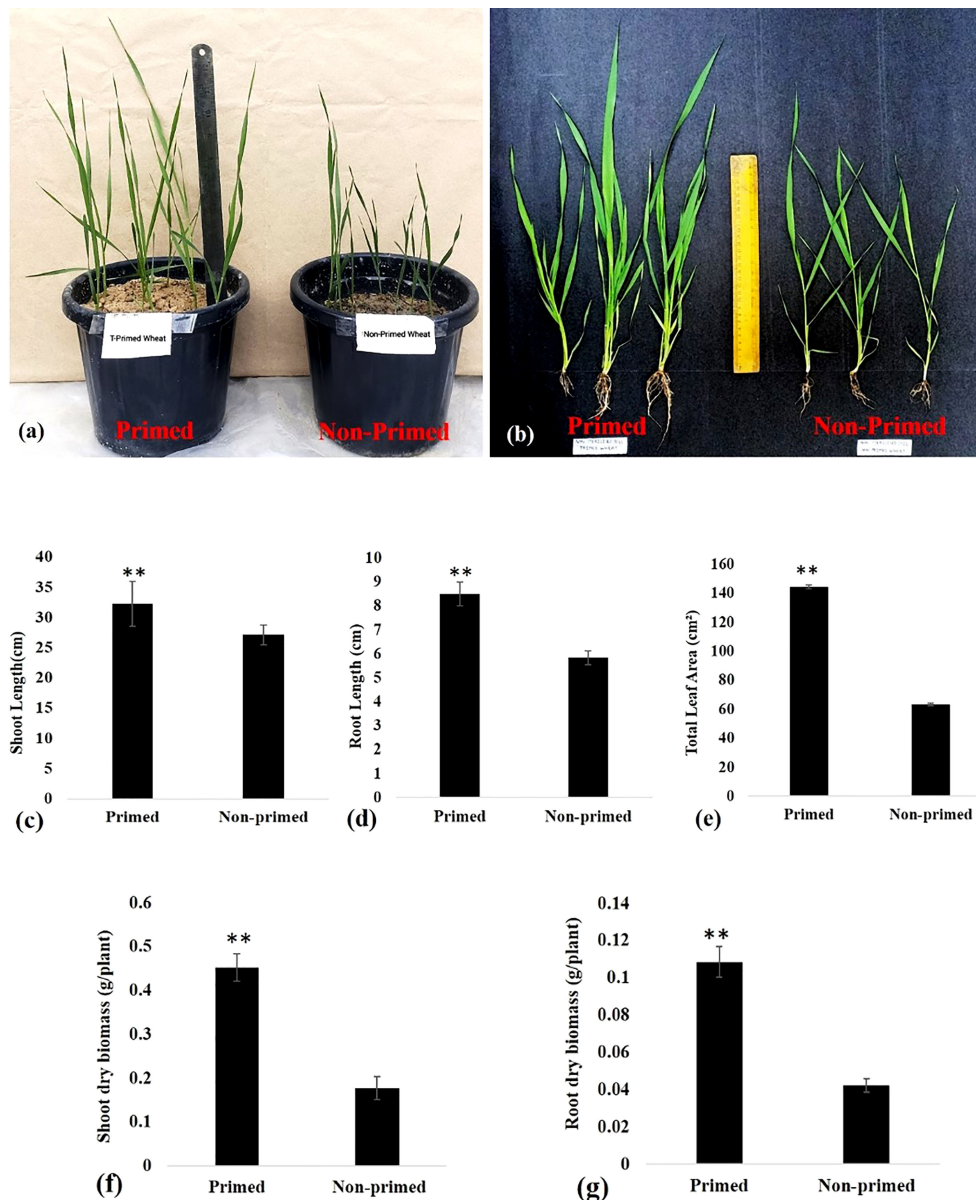 T-Primed Wheat
Non-Primed Wheat
(a)
Primed
Non-Primed
(b)
Primed
Non-Primed
Shoot Length(cm)
40
35
30
25
20
15
10
5
0
**
Primed
Non-primed
(c)
Root Length (cm)
10
9
8
7
6
5
4
3
2
1
0
**
Primed
Non-primed
(d)
Total Leaf Area (cm²)
160
140
120
100
80
60
40
20
0
**
Primed
Non-primed
(e)
Shoot dry biomass (g/plant)
0.6
0.5
0.4
0.3
0.2
0.1
0
**
Primed
Non-primed
(f)
Root dry biomass (g/plant)
0.14
0.12
0.1
0.08
0.06
0.04
0.02
0
**
Primed
Non-primed
(g)